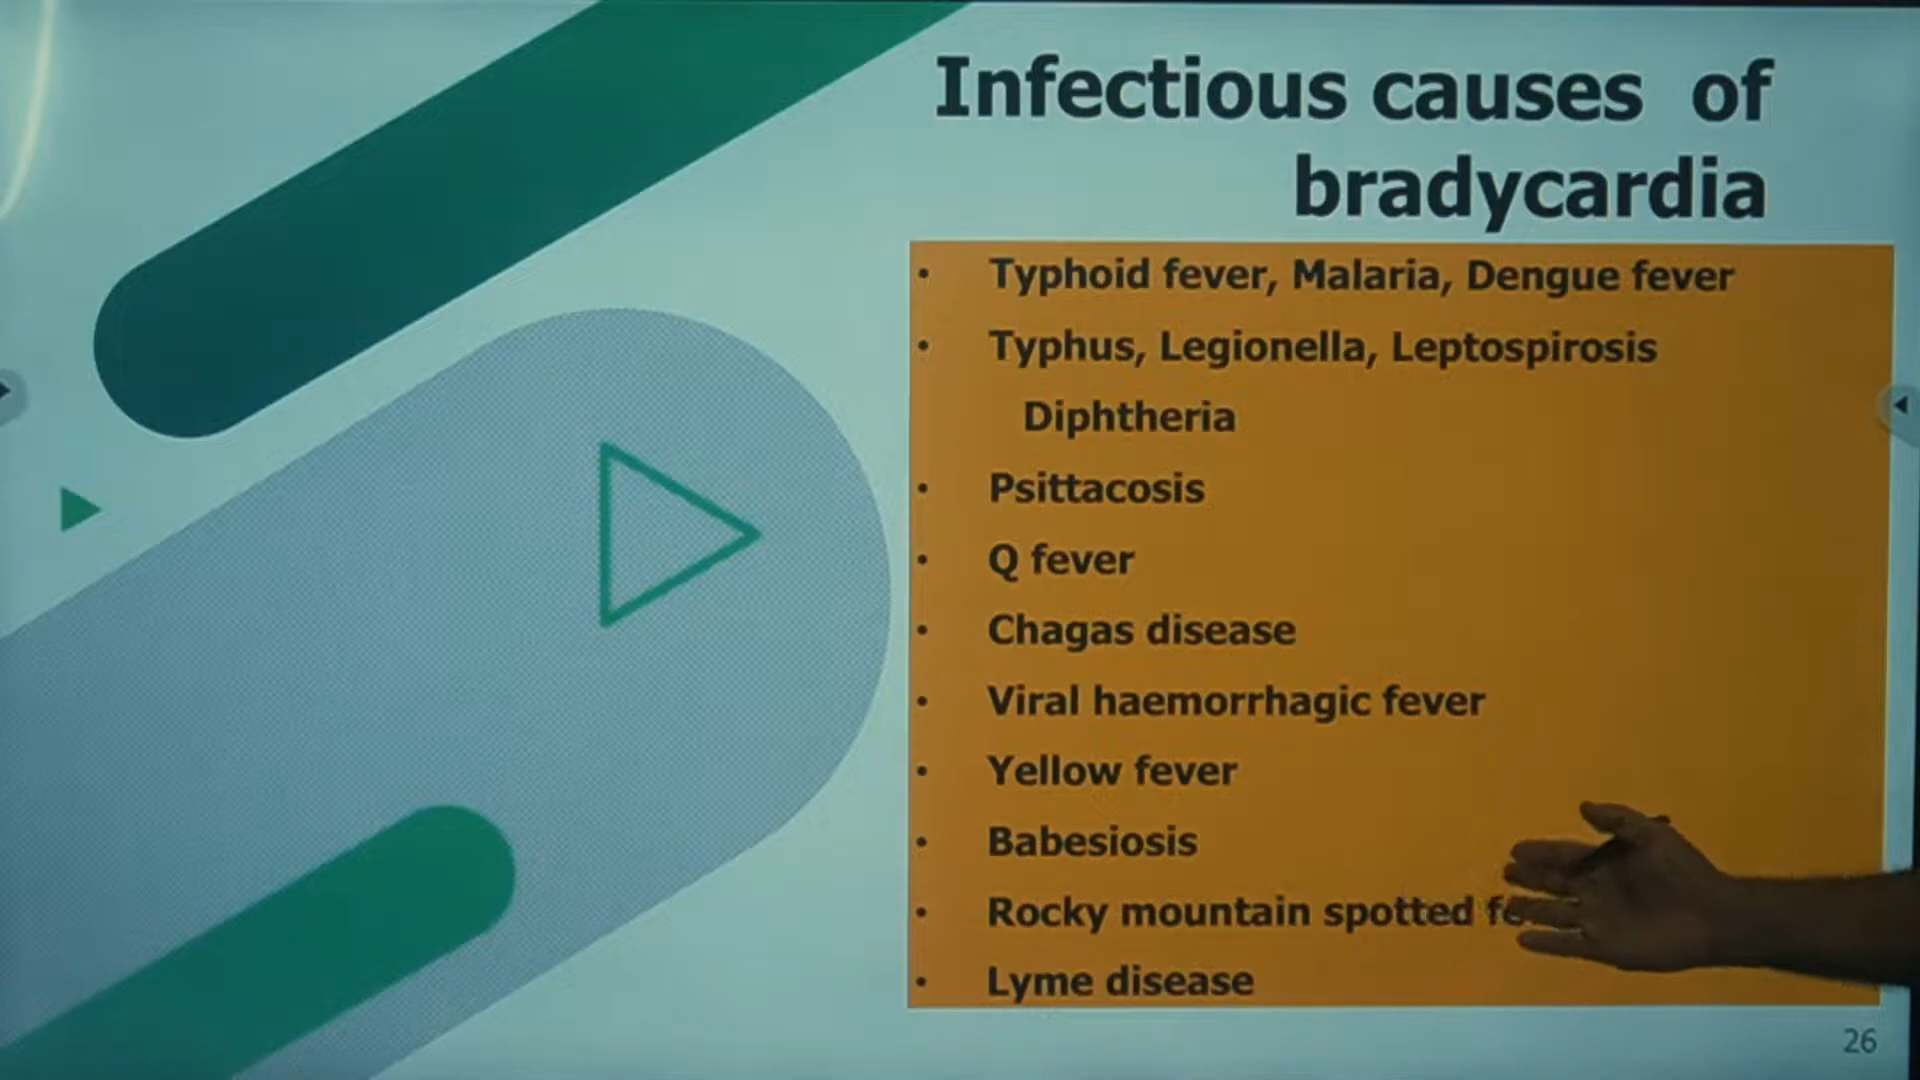 Infectious causes of
bradycardia
• Typhoid fever, Malaria, Dengue fever
• Typhus, Legionella, Leptospirosis
Diphtheria
• Psittacosis
• Q fever
• Chagas disease
• Viral haemorrhagic fever
• Yellow fever
• Babesiosis
• Rocky mountain spotted
• Lyme disease
26